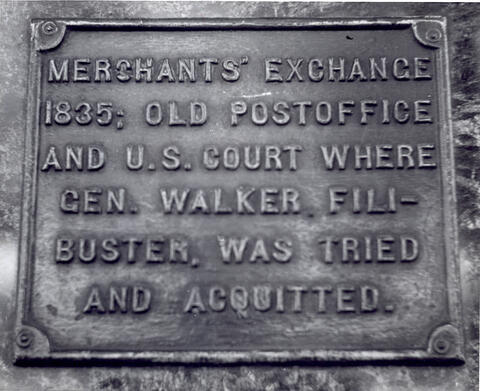 MERCHANTS' EXCHANGE
1835; OLD POSTOFFICE
AND U.S. COURT WHERE
GEN. WALKER, FILI-
BUSTER, WAS TRIED
AND ACQUITTED.